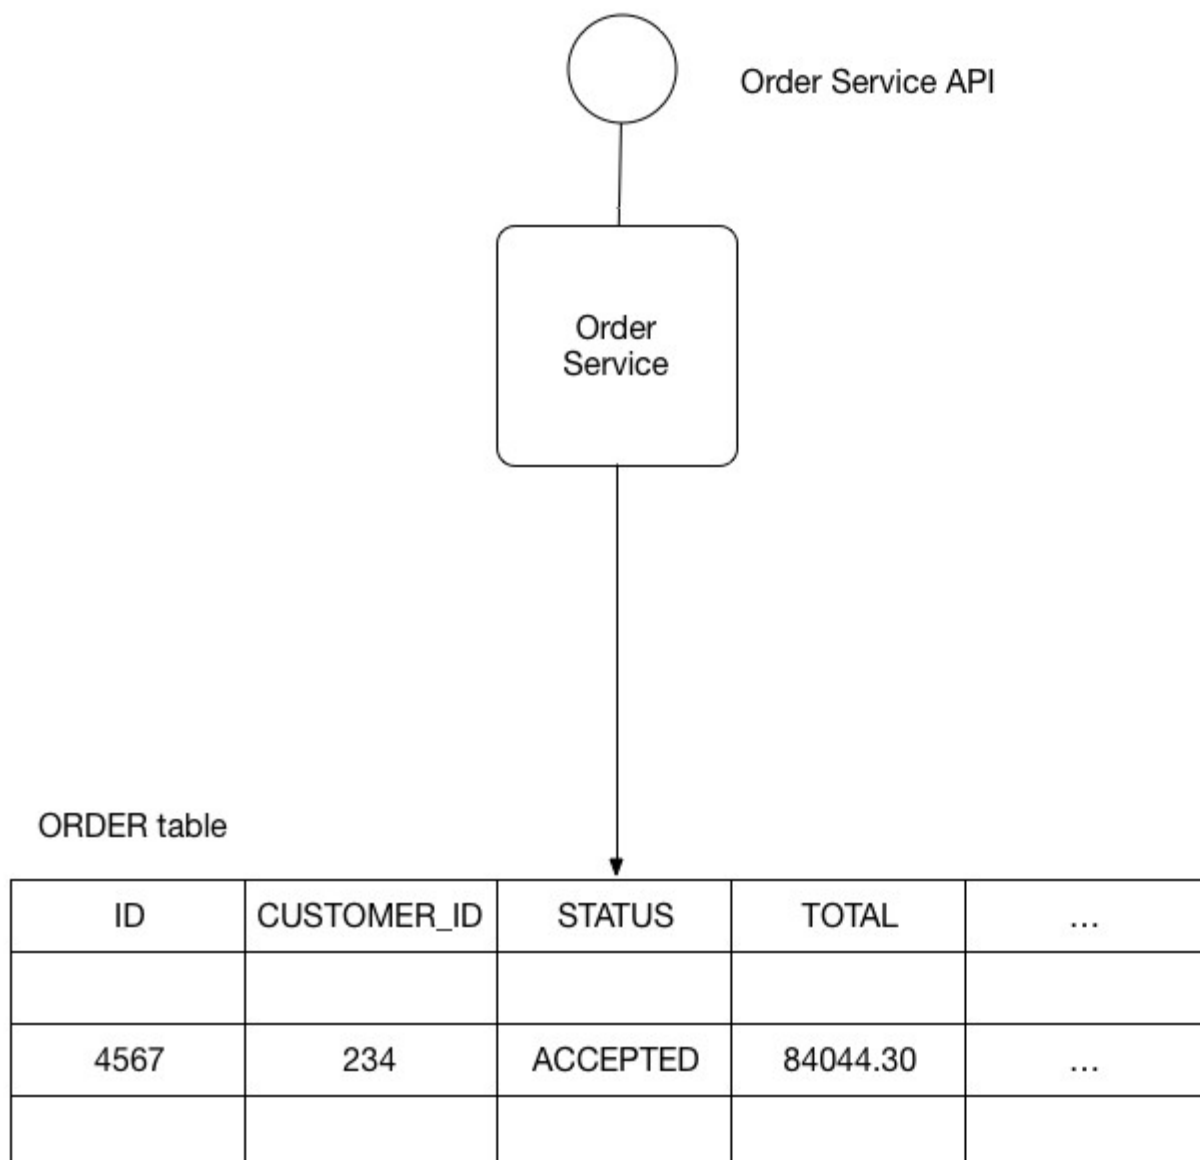 Order Service API
Order
Service
ORDER table
ID CUSTOMER_ID STATUS TOTAL ...
4567 234 ACCEPTED 84044.30 ...